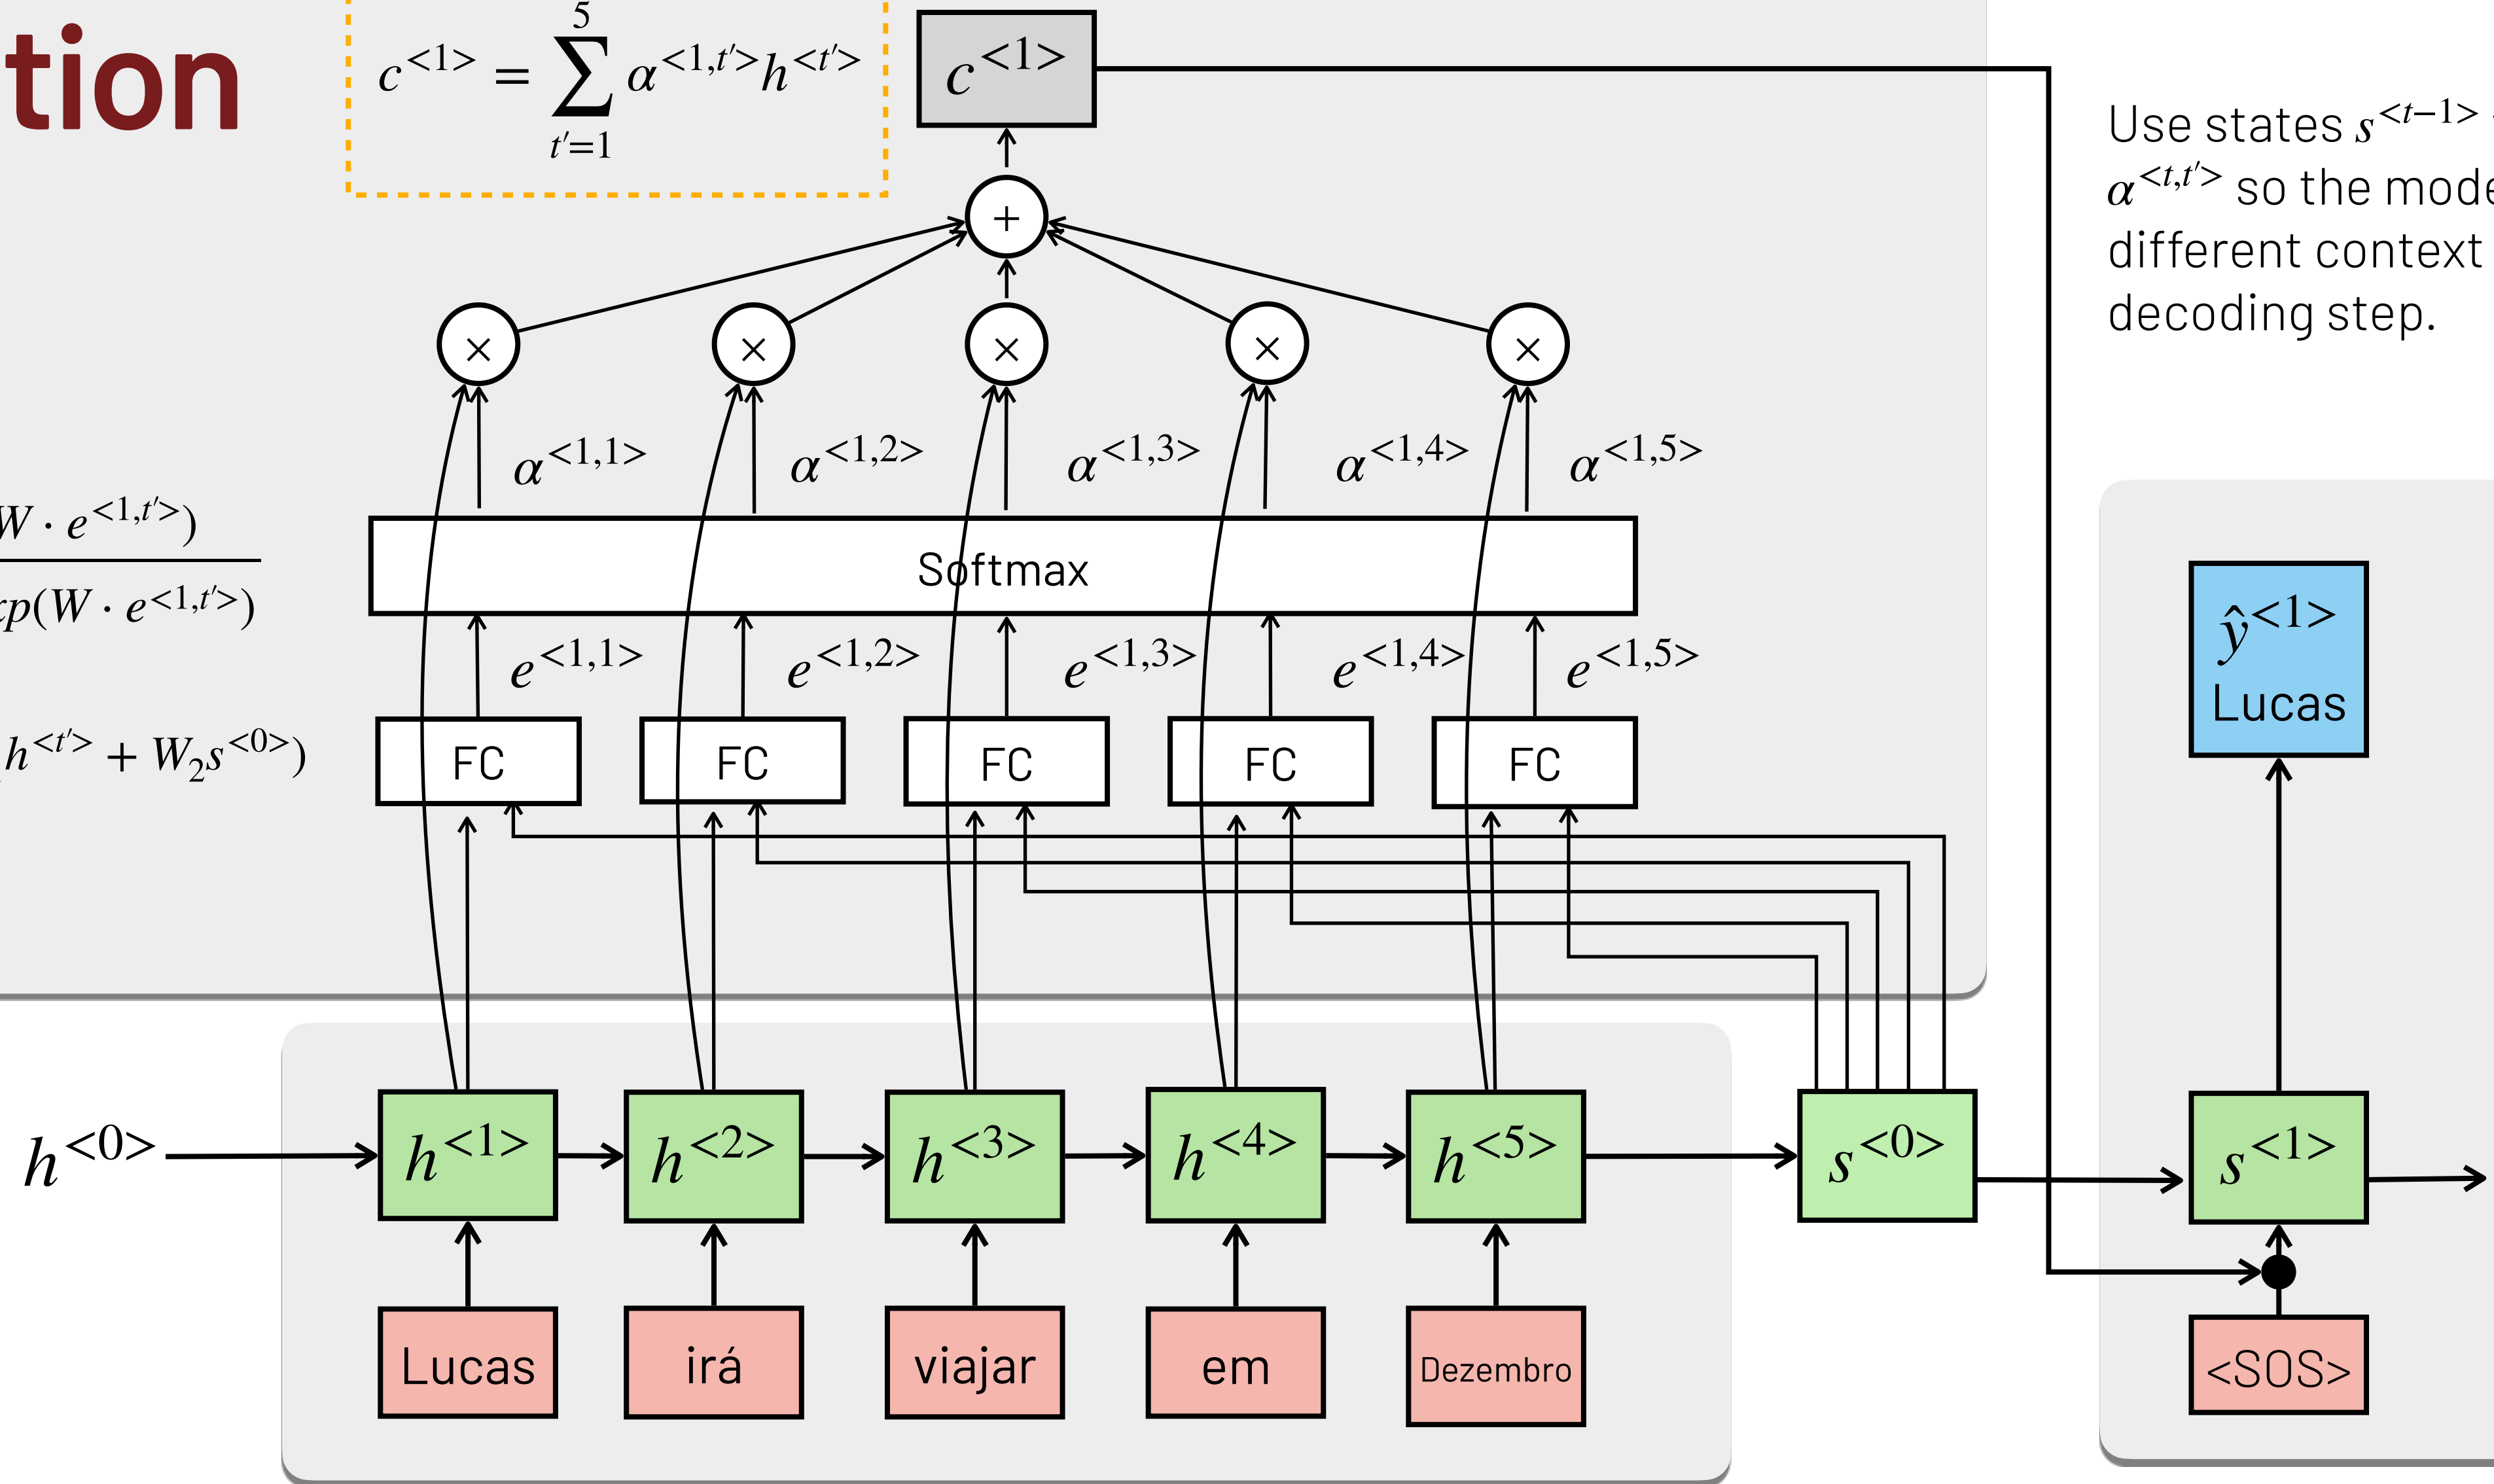 tion
c<1> = ∑ α<1,t′>h<t′>
5
t′=1
c<1>
Use states s<t−1>
α<t,t′> so the mode
different context
decoding step.
+
× × × × ×
α<1,1> α<1,2> α<1,3> α<1,4> α<1,5>
W · e<1,t′>)
xp(W · e<1,t′>)
Softmax
e<1,1> e<1,2> e<1,3> e<1,4> e<1,5>
h<t′> + W2s<0>)
FC FC FC FC FC
ŷ<1>
Lucas
h<0> h<1> h<2> h<3> h<4> h<5> s<0> s<1>
Lucas irá viajar em Dezembro <SOS>